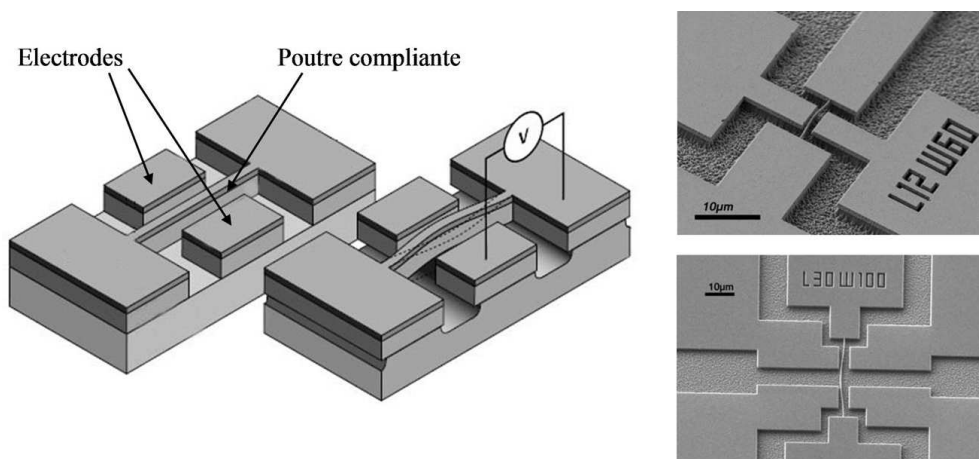 Electrodes
Poutre compliante
V
10µm
L12 W60
10µm
L30 W100